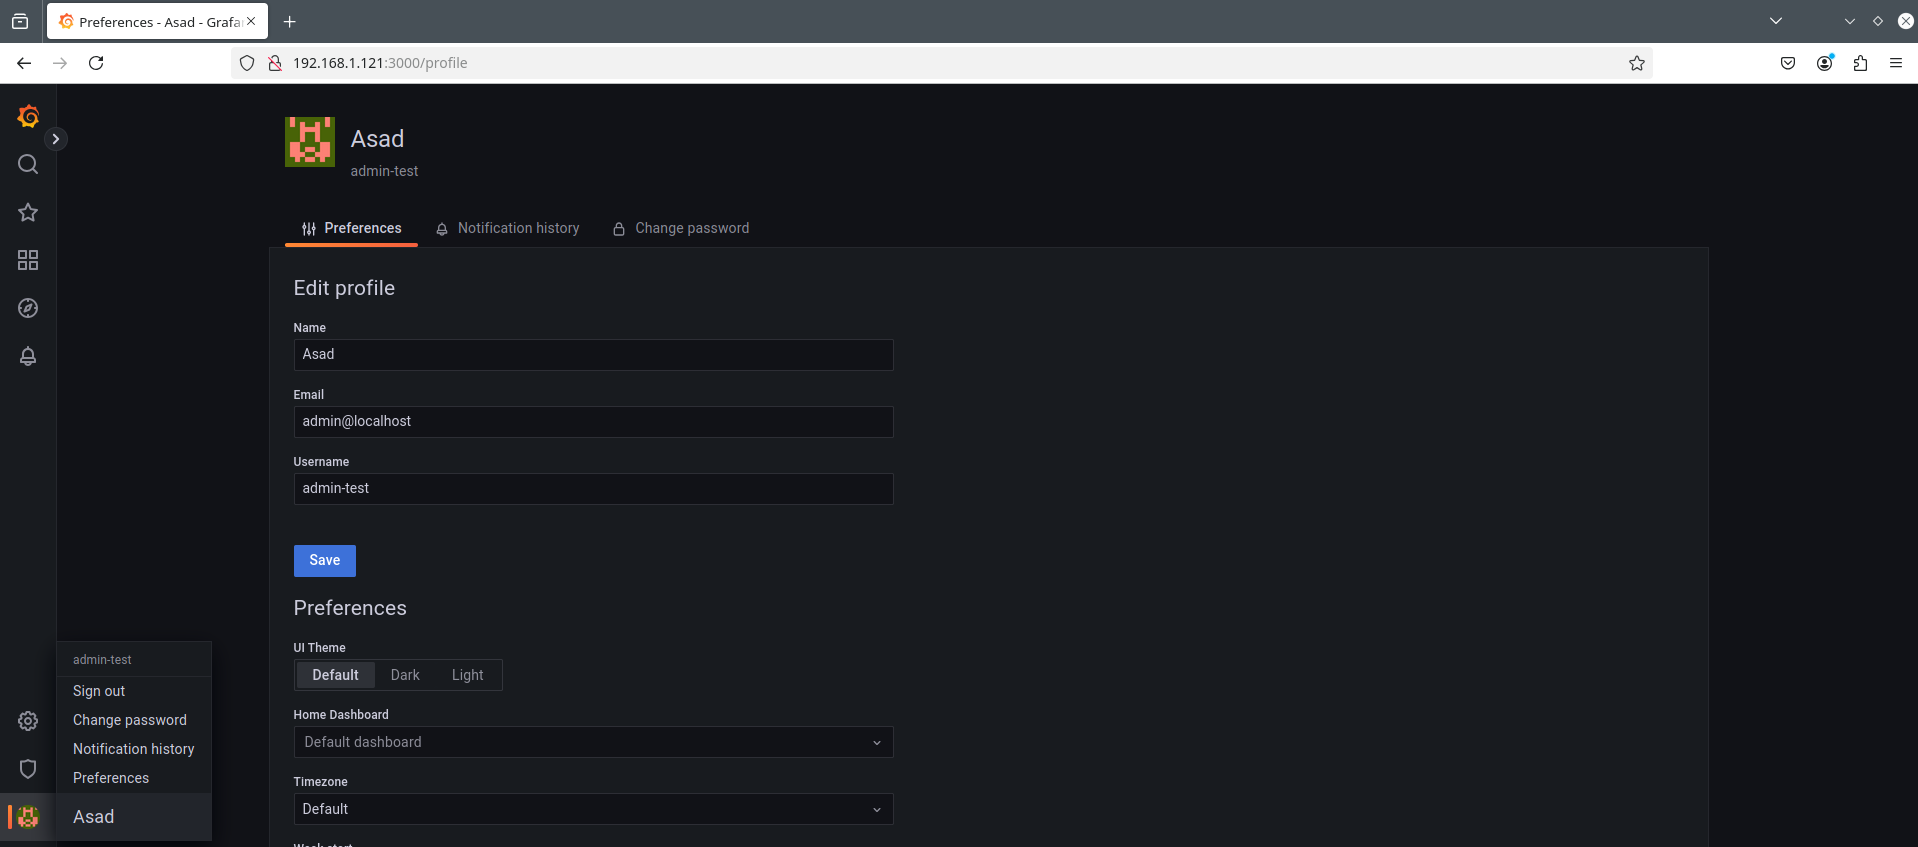 Preferences - Asad - Grafa
192.168.1.121:3000/profile
Asad
admin-test
Preferences
Notification history
Change password
Edit profile
Name
Asad
Email
admin@localhost
Username
admin-test
Save
Preferences
UI Theme
Default
Dark
Light
Home Dashboard
Default dashboard
Timezone
Default
Week start
admin-test
Sign out
Change password
Notification history
Preferences
Asad